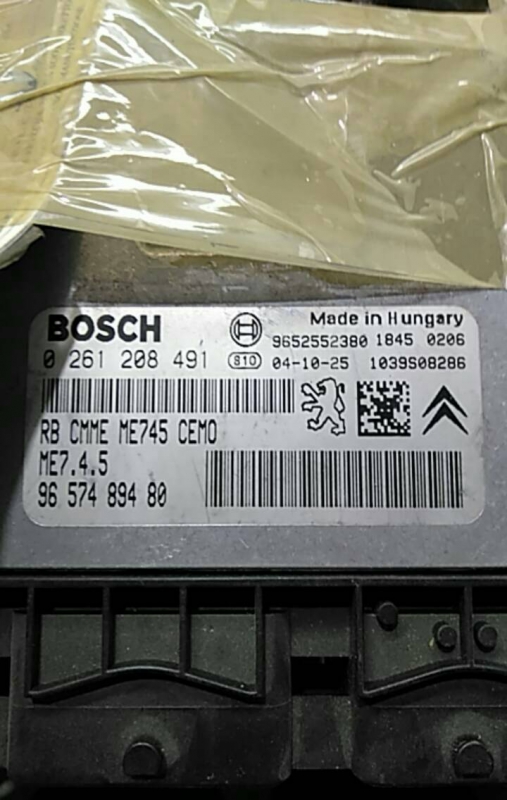 BOSCH
Made in Hungary
9652552380 1845 0206
0 261 208 491 810 04-10-25 1039S08286
RB CMME ME745 CEMO
ME7.4.5
96 574 894 80